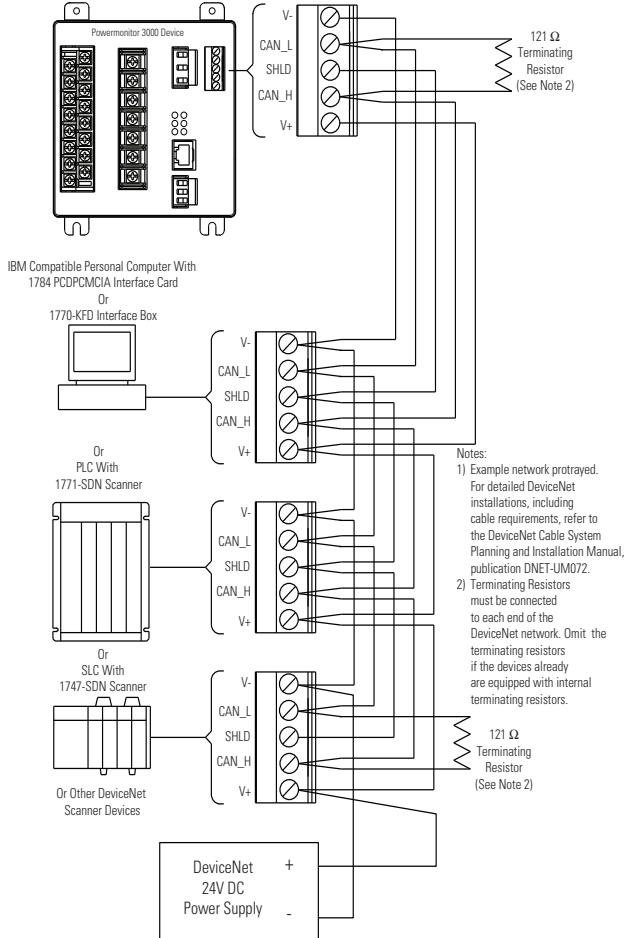 Powermonitor 3000 Device
V-
CAN_L
SHLD
CAN_H
V+
121 Ω
Terminating
Resistor
(See Note 2)
IBM Compatible Personal Computer With
1784 PCDPCMCIA Interface Card
Or
1770-KFD Interface Box
V-
CAN_L
SHLD
CAN_H
V+
Or
PLC With
1771-SDN Scanner
V-
CAN_L
SHLD
CAN_H
V+
Notes:
1) Example network protrayed.
For detailed DeviceNet
installations, including
cable requirements, refer to
the DeviceNet Cable System
Planning and Installation Manual,
publication DNET-UM072.
2) Terminating Resistors
must be connected
to each end of the
DeviceNet network. Omit the
terminating resistors
if the devices already
are equipped with internal
terminating resistors.
Or
SLC With
1747-SDN Scanner
V-
CAN_L
SHLD
CAN_H
V+
121 Ω
Terminating
Resistor
(See Note 2)
Or Other DeviceNet
Scanner Devices
DeviceNet +
24V DC
Power Supply -